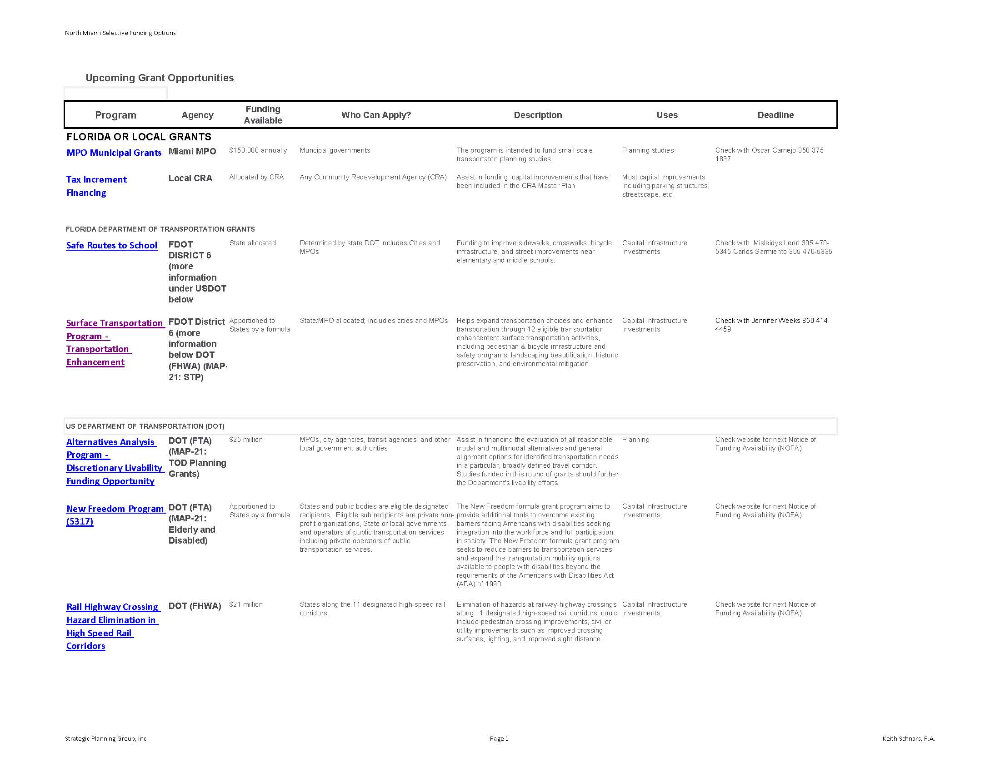 North Miami Selective Funding Options
Upcoming Grant Opportunities
Program
Agency
Funding
Available
Who Can Apply?
Description
Uses
Deadline
FLORIDA OR LOCAL GRANTS
MPO Municipal Grants
Miami MPO
$150,000 annually
Muncipal governments
The program is intended to fund small scale
transportaton planning studies.
Planning studies
Check with Oscar Camejo 350 375-
1837
Tax Increment
Financing
Local CRA
Allocated by CRA
Any Community Redevelopment Agency (CRA)
Assist in funding  capital improvements that have
been included in the CRA Master Plan
Most capital improvements
including parking structures,
streetscape, etc.
FLORIDA DEPARTMENT OF TRANSPORTATION GRANTS
Safe Routes to School
FDOT
DISRICT 6
(more
information
under USDOT
below
State allocated
Determined by state DOT includes Cities and
MPOs
Funding to improve sidewalks, crosswalks, bicycle
infrastructure, and street improvements near
elementary and middle schools.
Capital Infrastructure
Investments
Check with  Misleidys Leon 305 470-
5345 Carlos Sarmiento 305 470-5335
Surface Transportation
Program -
Transportation
Enhancement
FDOT District
6 (more
information
below DOT
(FHWA) (MAP-
21: STP)
Apportioned to
States by a formula
State/MPO allocated; includies cities and MPOs
Helps expand transportation choices and enhance
transportation through 12 eligible transportation
enhancement surface transportation activities,
including pedestrian & bicycle infrastructure and
safety programs, landscaping beautification, historic
preservation, and environmental mitigation.
Capital Infrastructure
Investments
Check with Jennifer Weeks 850 414
4459
US DEPARTMENT OF TRANSPORTATION (DOT)
Alternatives Analysis
Program -
Discretionary Livability
Funding Opportunity
DOT (FTA)
(MAP-21:
TOD Planning
Grants)
$25 million
MPOs, city agencies, transit agencies, and other
local government authorities
Assist in financing the evaluation of all reasonable
modal and multimodal alternatives and general
alignment options for identified transportation needs
in a particular, broadly defined travel corridor.
Studies funded in this round of grants should further
the Department's livability efforts.
Planning
Check website for next Notice of
Funding Availability (NOFA).
New Freedom Program
(5317)
DOT (FTA)
(MAP-21:
Elderly and
Disabled)
Apportioned to
States by a formula
States and public bodies are eligible designated
recipients.  Eligible sub recipients are private non-
profit organizations, State or local governments,
and operators of public transportation services
including private operators of public
transportation services.
The New Freedom formula grant program aims to
provide additional tools to overcome existing
barriers facing Americans with disabilities seeking
integration into the work force and full participation
in society. The New Freedom formula grant program
seeks to reduce barriers to transportation services
and expand the transportation mobility options
available to people with disabilities beyond the
requirements of the Americans with Disabilities Act
(ADA) of 1990.
Capital Infrastructure
Investments
Check website for next Notice of
Funding Availability (NOFA).
Rail Highway Crossing
Hazard Elimination in
High Speed Rail
Corridors
DOT (FHWA)
$21 million
States along the 11 designated high-speed rail
corridors.
Elimination of hazards at railway-highway crossings
along 11 designated high-speed rail corridors; could
include pedestrian crossing improvements, civil or
utility improvements such as improved crossing
surfaces, lighting, and improved sight distance.
Capital Infrastructure
Investments
Check website for next Notice of
Funding Availability (NOFA).
Strategic Planning Group, Inc.
Page 1
Keith Schnars, P.A.